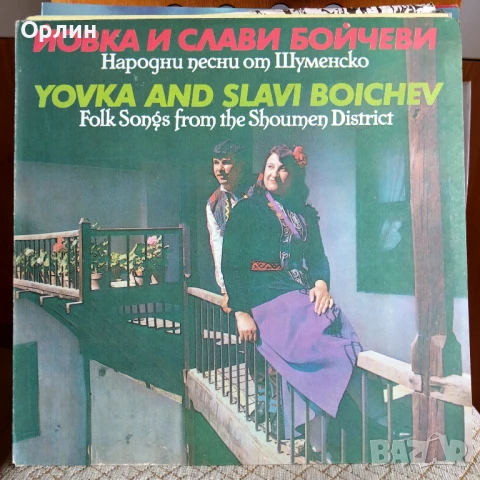 Орлин
ЙОВКА И СЛАВИ БОЙЧЕВИ
Народни песни от Шуменско
YOVKA AND SLAVI BOICHEV
Folk Songs from the Shoumen District
BAZAR